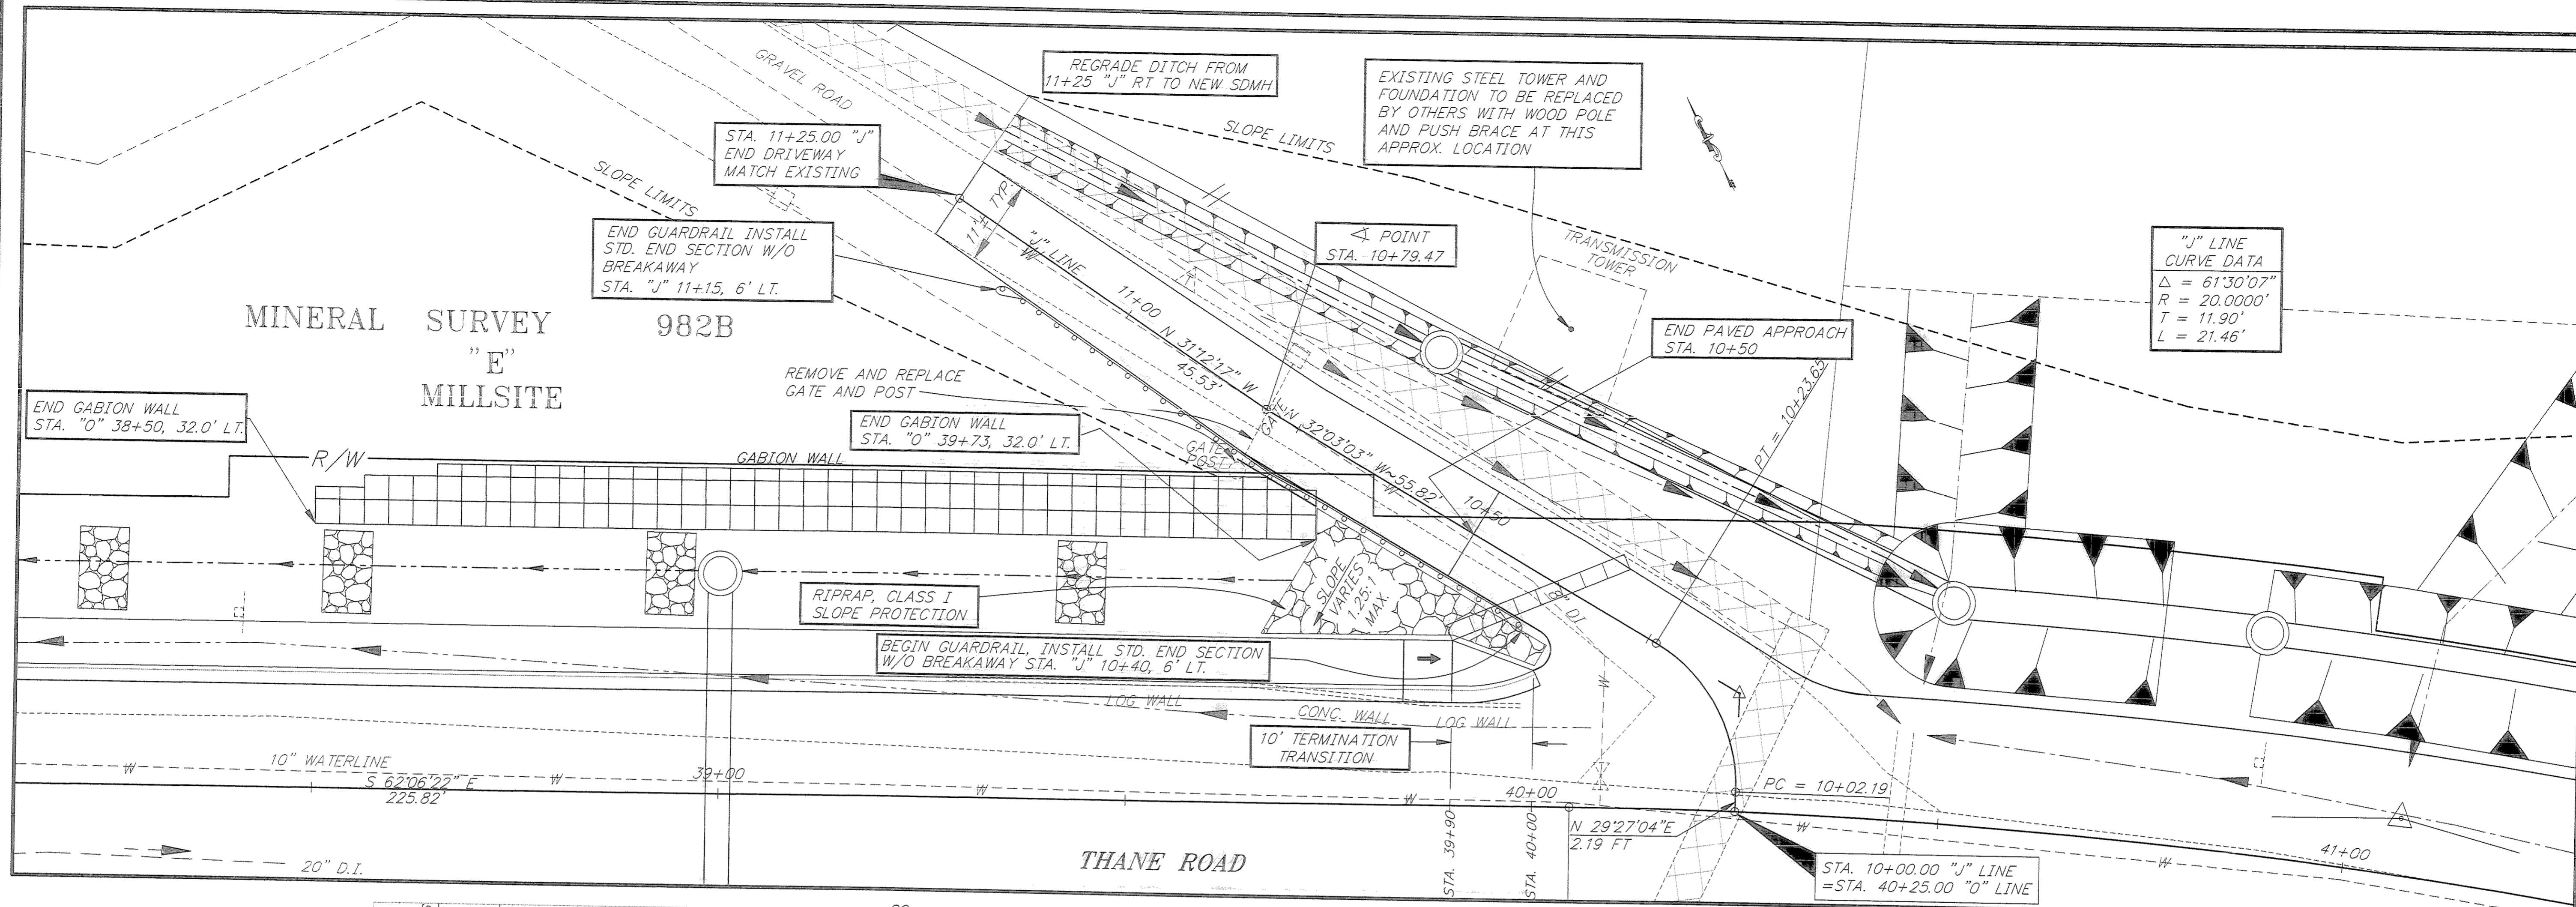 GRAVEL ROAD
REGRADE DITCH FROM
11+25 "J" RT TO NEW SDMH
EXISTING STEEL TOWER AND
FOUNDATION TO BE REPLACED
BY OTHERS WITH WOOD POLE
AND PUSH BRACE AT THIS
APPROX. LOCATION
SLOPE LIMITS
STA. 11+25.00 "J"
END DRIVEWAY
MATCH EXISTING
SLOPE LIMITS
11' TYP.
END GUARDRAIL INSTALL
STD. END SECTION W/O
BREAKAWAY
STA. "J" 11+15, 6' LT.
"J" LINE
∢ POINT
STA. 10+79.47
TRANSMISSION
TOWER
"J" LINE
CURVE DATA
Δ = 61°30'07"
R = 20.0000'
T = 11.90'
L = 21.46'
MINERAL SURVEY 982B
"E"
MILLSITE
11+00
N 31°12'17" W
45.53'
END PAVED APPROACH
STA. 10+50
REMOVE AND REPLACE
GATE AND POST
GATE
N 32°03'03" W~55.82'
PT = 10+23.65
END GABION WALL
STA. "O" 38+50, 32.0' LT.
END GABION WALL
STA. "O" 39+73, 32.0' LT.
R/W
GABION WALL
GATE
POST
10+50
SLOPE
VARIES
1.25:1
MAX.
8" D.I.
RIPRAP, CLASS I
SLOPE PROTECTION
BEGIN GUARDRAIL, INSTALL STD. END SECTION
W/O BREAKAWAY STA. "J" 10+40, 6' LT.
LOG WALL
CONC. WALL
LOG WALL
10' TERMINATION
TRANSITION
10" WATERLINE
S 62°06'22" E
225.82'
39+00
40+00
PC = 10+02.19
N 29°27'04"E
2.19 FT
STA. 39+90
STA. 40+00
41+00
20" D.I.
THANE ROAD
STA. 10+00.00 "J" LINE
=STA. 40+25.00 "O" LINE